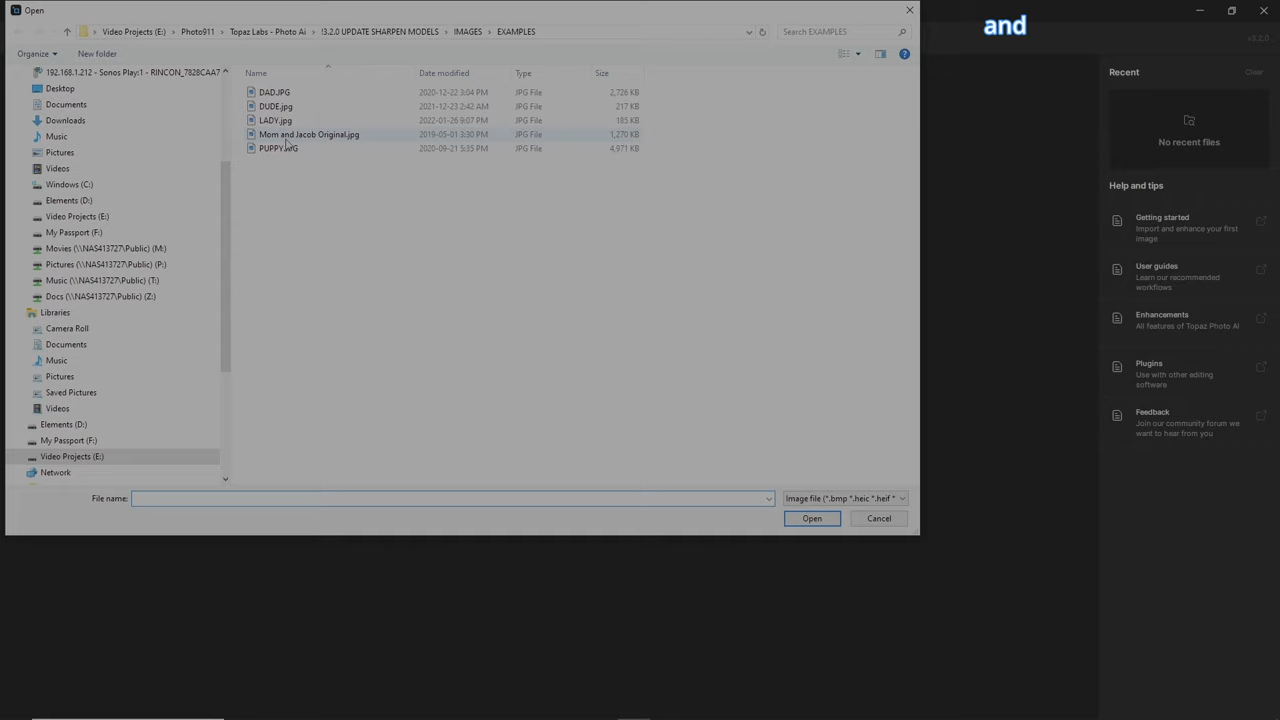 and
Open
Video Projects (E:) › Photo911 › Topaz Labs - Photo Ai › !3.2.0 UPDATE SHARPEN MODELS › IMAGES › EXAMPLES
Search EXAMPLES
v3.2.0
Organize
New folder
192.168.1.212 - Sonos Play:1 - RINCON_7828CAA7
Desktop
Documents
Downloads
Music
Pictures
Videos
Windows (C:)
Elements (D:)
Video Projects (E:)
My Passport (F:)
Movies (\\NAS413727\Public) (M:)
Pictures (\\NAS413727\Public) (P:)
Music (\\NAS413727\Public) (T:)
Docs (\\NAS413727\Public) (Z:)
Libraries
Camera Roll
Documents
Music
Pictures
Saved Pictures
Videos
Elements (D:)
My Passport (F:)
Video Projects (E:)
Network
Name Date modified Type Size
DAD.JPG 2020-12-22 3:04 PM JPG File 2,726 KB
DUDE.jpg 2021-12-23 2:42 AM JPG File 217 KB
LADY.jpg 2022-01-26 9:07 PM JPG File 185 KB
Mom and Jacob Original.jpg 2019-05-01 3:30 PM JPG File 1,270 KB
PUPPY.JPG 2020-09-21 5:35 PM JPG File 4,971 KB
File name:
Image file (*.bmp *.heic *.heif *
Open Cancel
Recent Clear
No recent files
Help and tips
Getting started
Import and enhance your first
image
User guides
Learn our recommended
workflows
Enhancements
All features of Topaz Photo AI
Plugins
Use with other editing
software
Feedback
Join our community forum we
want to hear from you